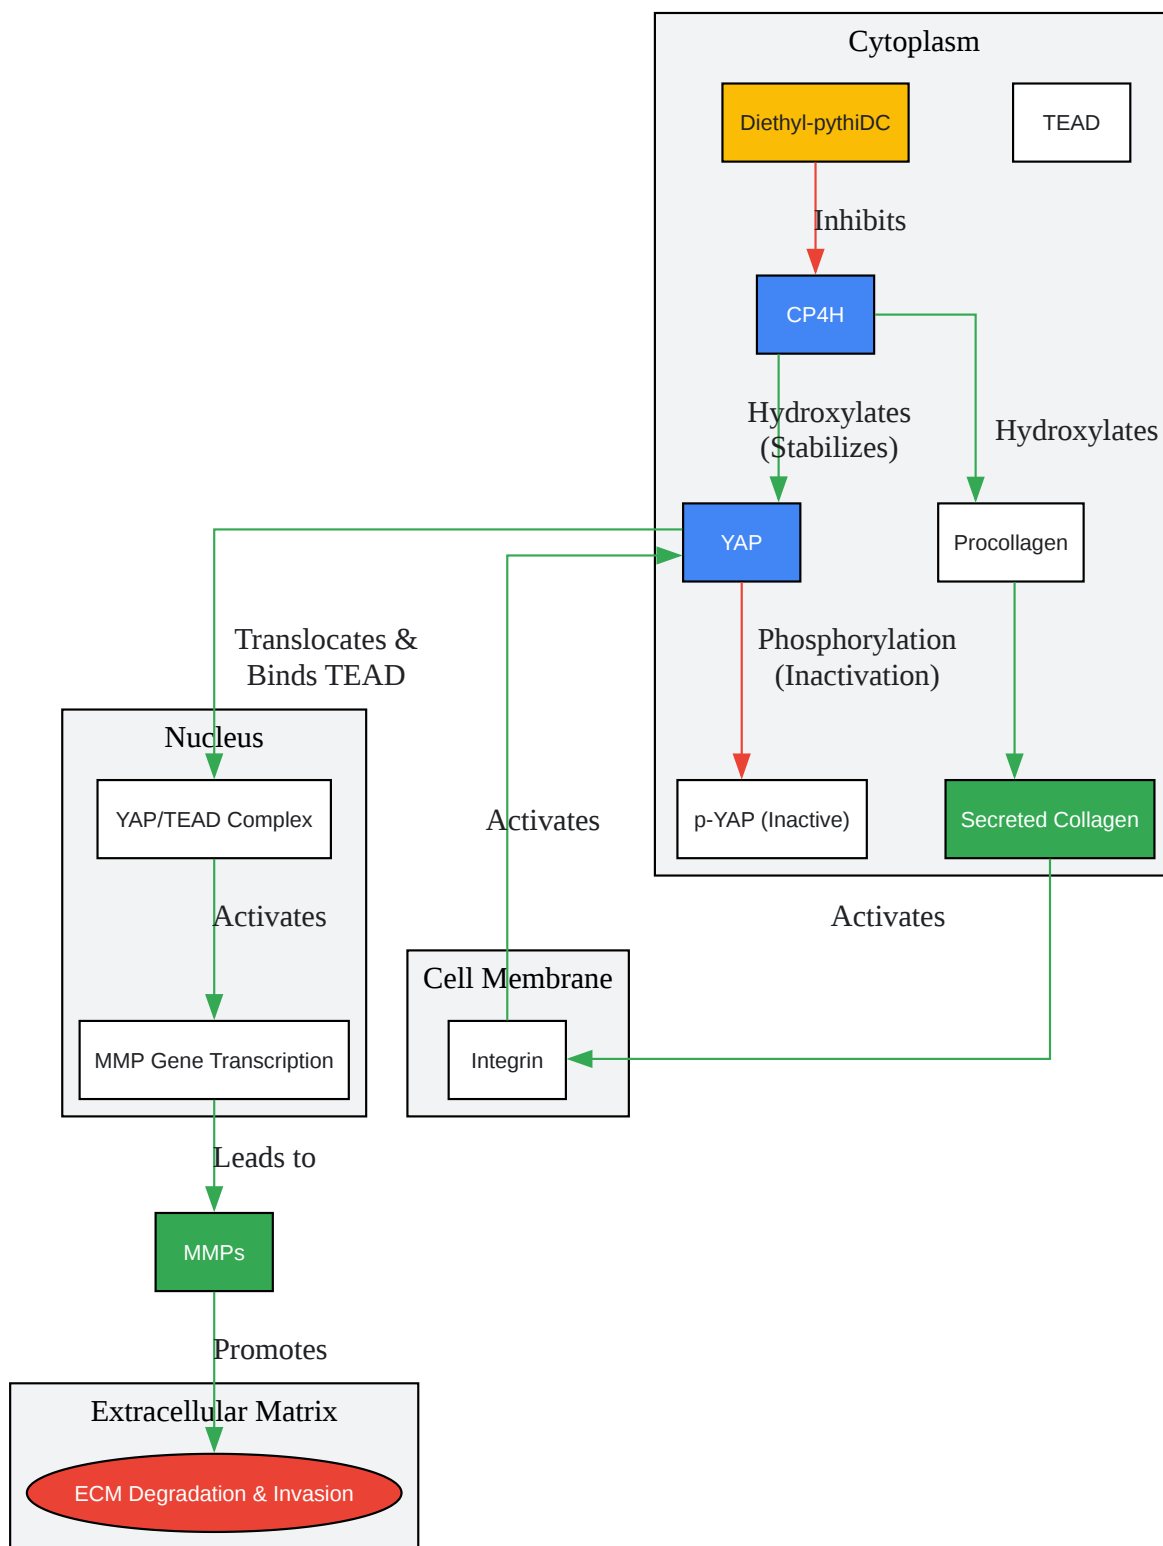 Cytoplasm
Diethyl-pythiDC
TEAD
Inhibits
CP4H
Hydroxylates
(Stabilizes)
Hydroxylates
YAP
Procollagen
Translocates &
Binds TEAD
Phosphorylation
(Inactivation)
Nucleus
YAP/TEAD Complex
Activates
p-YAP (Inactive)
Secreted Collagen
Activates
Activates
Cell Membrane
MMP Gene Transcription
Integrin
Leads to
MMPs
Promotes
Extracellular Matrix
ECM Degradation & Invasion